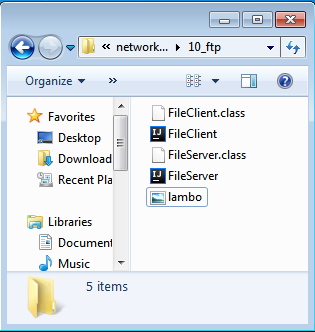 « network... ▸ 10_ftp
Organize ▾ »
Favorites
Desktop
Download
Recent Pla
Libraries
Document
Music
FileClient.class
FileClient
FileServer.class
FileServer
lambo
5 items